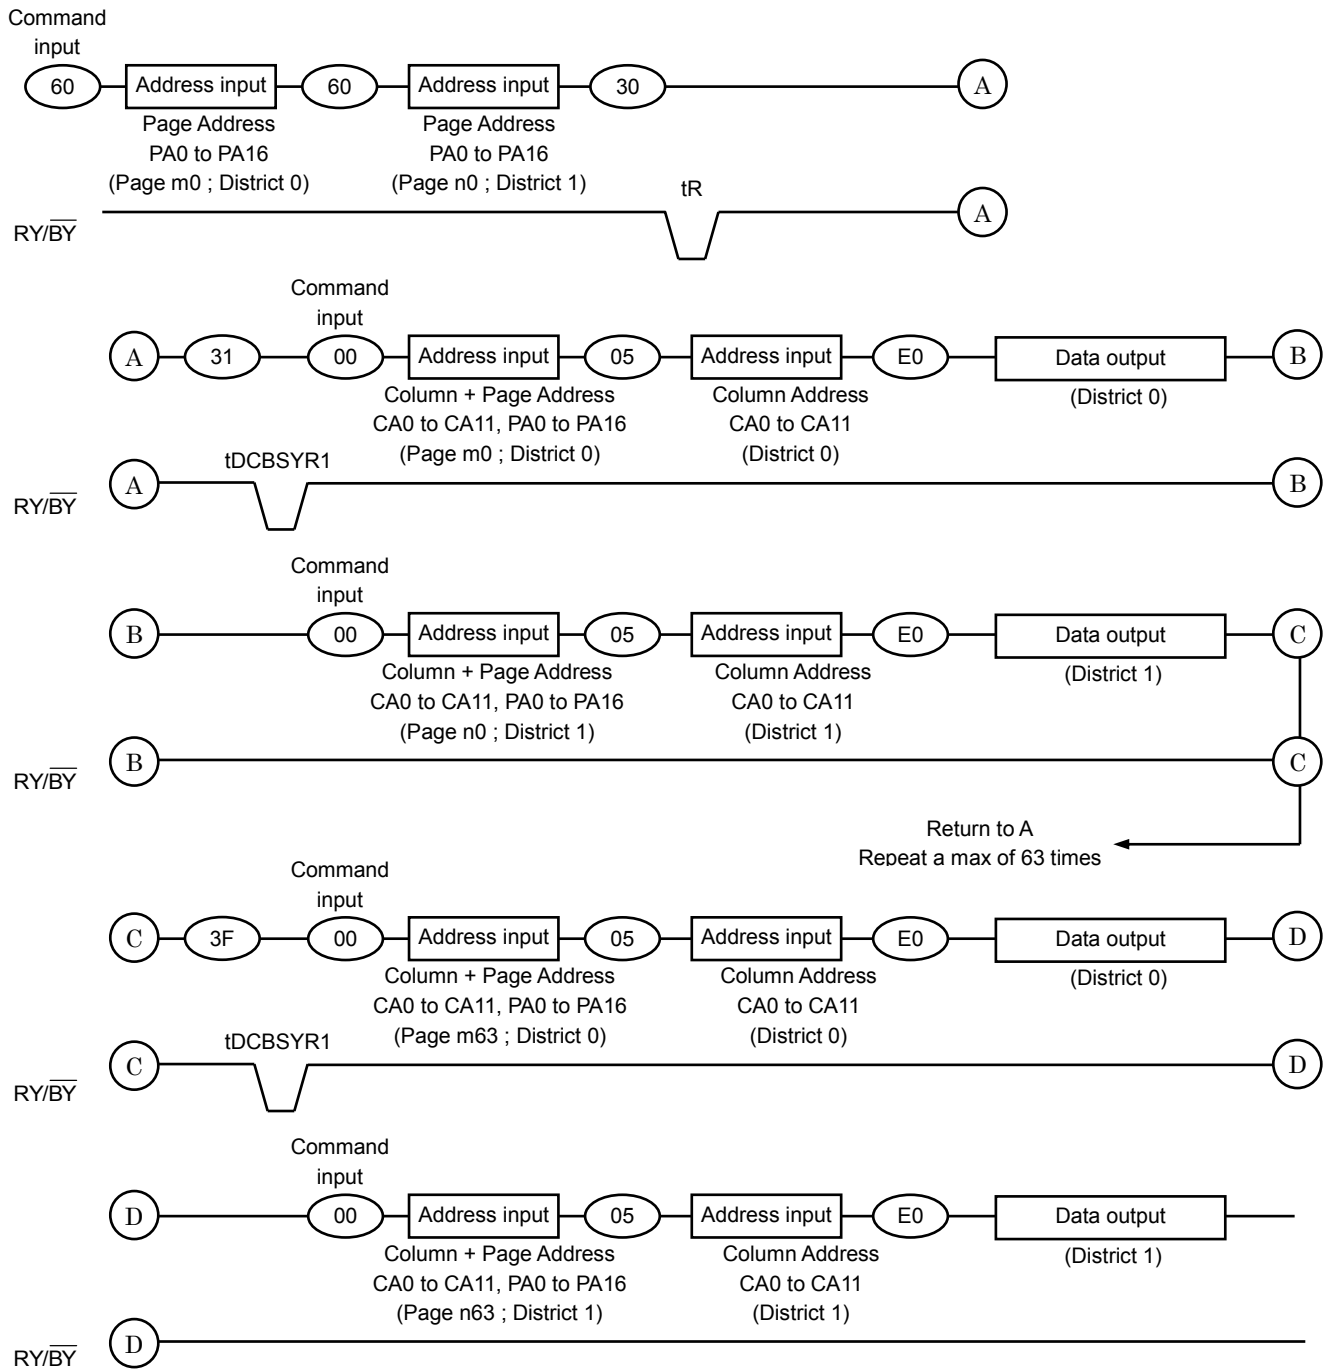 Command
input
60 Address input 60 Address input 30 A
Page Address Page Address
PA0 to PA16 PA0 to PA16
(Page m0 ; District 0) (Page n0 ; District 1)
tR
RY/BY A
Command
input
A 31 00 Address input 05 Address input E0 Data output B
Column + Page Address Column Address (District 0)
CA0 to CA11, PA0 to PA16 CA0 to CA11
(Page m0 ; District 0) (District 0)
tDCBSYR1
RY/BY A B
Command
input
B 00 Address input 05 Address input E0 Data output C
Column + Page Address Column Address (District 1)
CA0 to CA11, PA0 to PA16 CA0 to CA11
(Page n0 ; District 1) (District 1)
RY/BY B C
Return to A
Repeat a max of 63 times
Command
input
C 3F 00 Address input 05 Address input E0 Data output D
Column + Page Address Column Address (District 0)
CA0 to CA11, PA0 to PA16 CA0 to CA11
(Page m63 ; District 0) (District 0)
tDCBSYR1
RY/BY C D
Command
input
D 00 Address input 05 Address input E0 Data output
Column + Page Address Column Address (District 1)
CA0 to CA11, PA0 to PA16 CA0 to CA11
(Page n63 ; District 1) (District 1)
RY/BY D